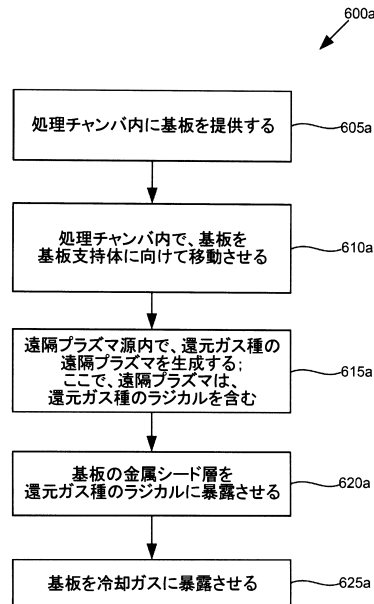 600a
処理チャンバ内に基板を提供する
605a
処理チャンバ内で、基板を
基板支持体に向けて移動させる
610a
遠隔プラズマ源内で、還元ガス種の
遠隔プラズマを生成する;
ここで、遠隔プラズマは、
還元ガス種のラジカルを含む
615a
基板の金属シード層を
還元ガス種のラジカルに暴露させる
620a
基板を冷却ガスに暴露させる
625a